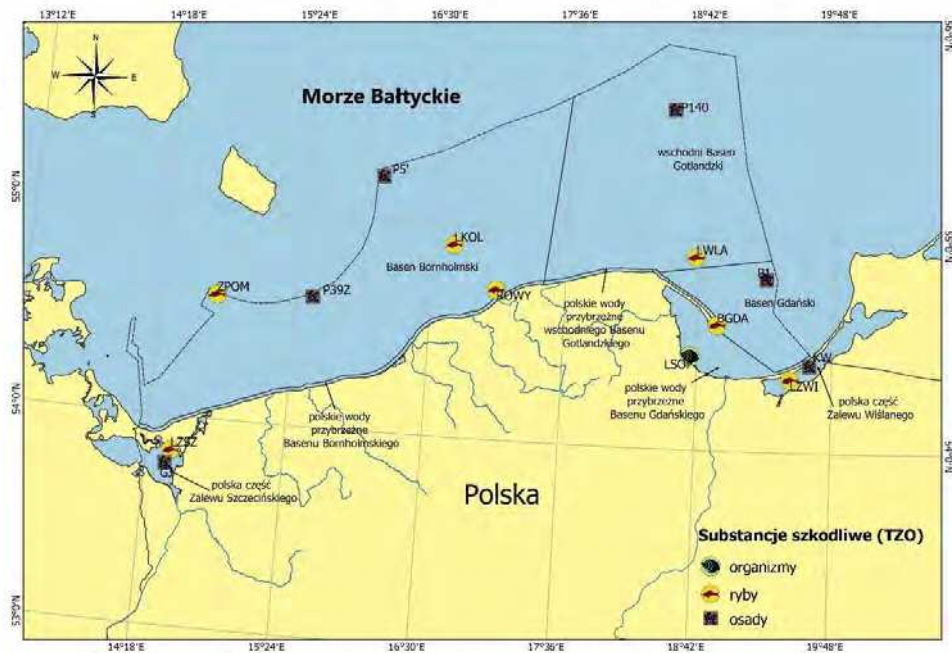 13°12'E 14°18'E 15°24'E 16°30'E 17°36'E 18°42'E 19°48'E
N
W E
S
Morze Bałtyckie
P140
wschodni Basen
Gotlandzki
P5'
55°0'N
LKOL
Basen Bornholmski
LWLA
P1
Basen Gdański
ZPOM
P39Z
ROWY
polskie wody
przybrzeżne
wschodniego Basenu
Gotlandzkiego
BGDA
LSOP
KW
LZWI
polskie wody
przybrzeżne
Basenu Gdańskiego
polska część
Zalewu Wiślanego
54°0'N
polskie wody
przybrzeżne
Basenu Bornholmskiego
LZSZ
polska część
Zalewu Szczecińskiego
Polska
Substancje szkodliwe (TZO)
organizmy
ryby
osady
53°0'N
14°18'E 15°24'E 16°30'E 17°36'E 18°42'E 19°48'E